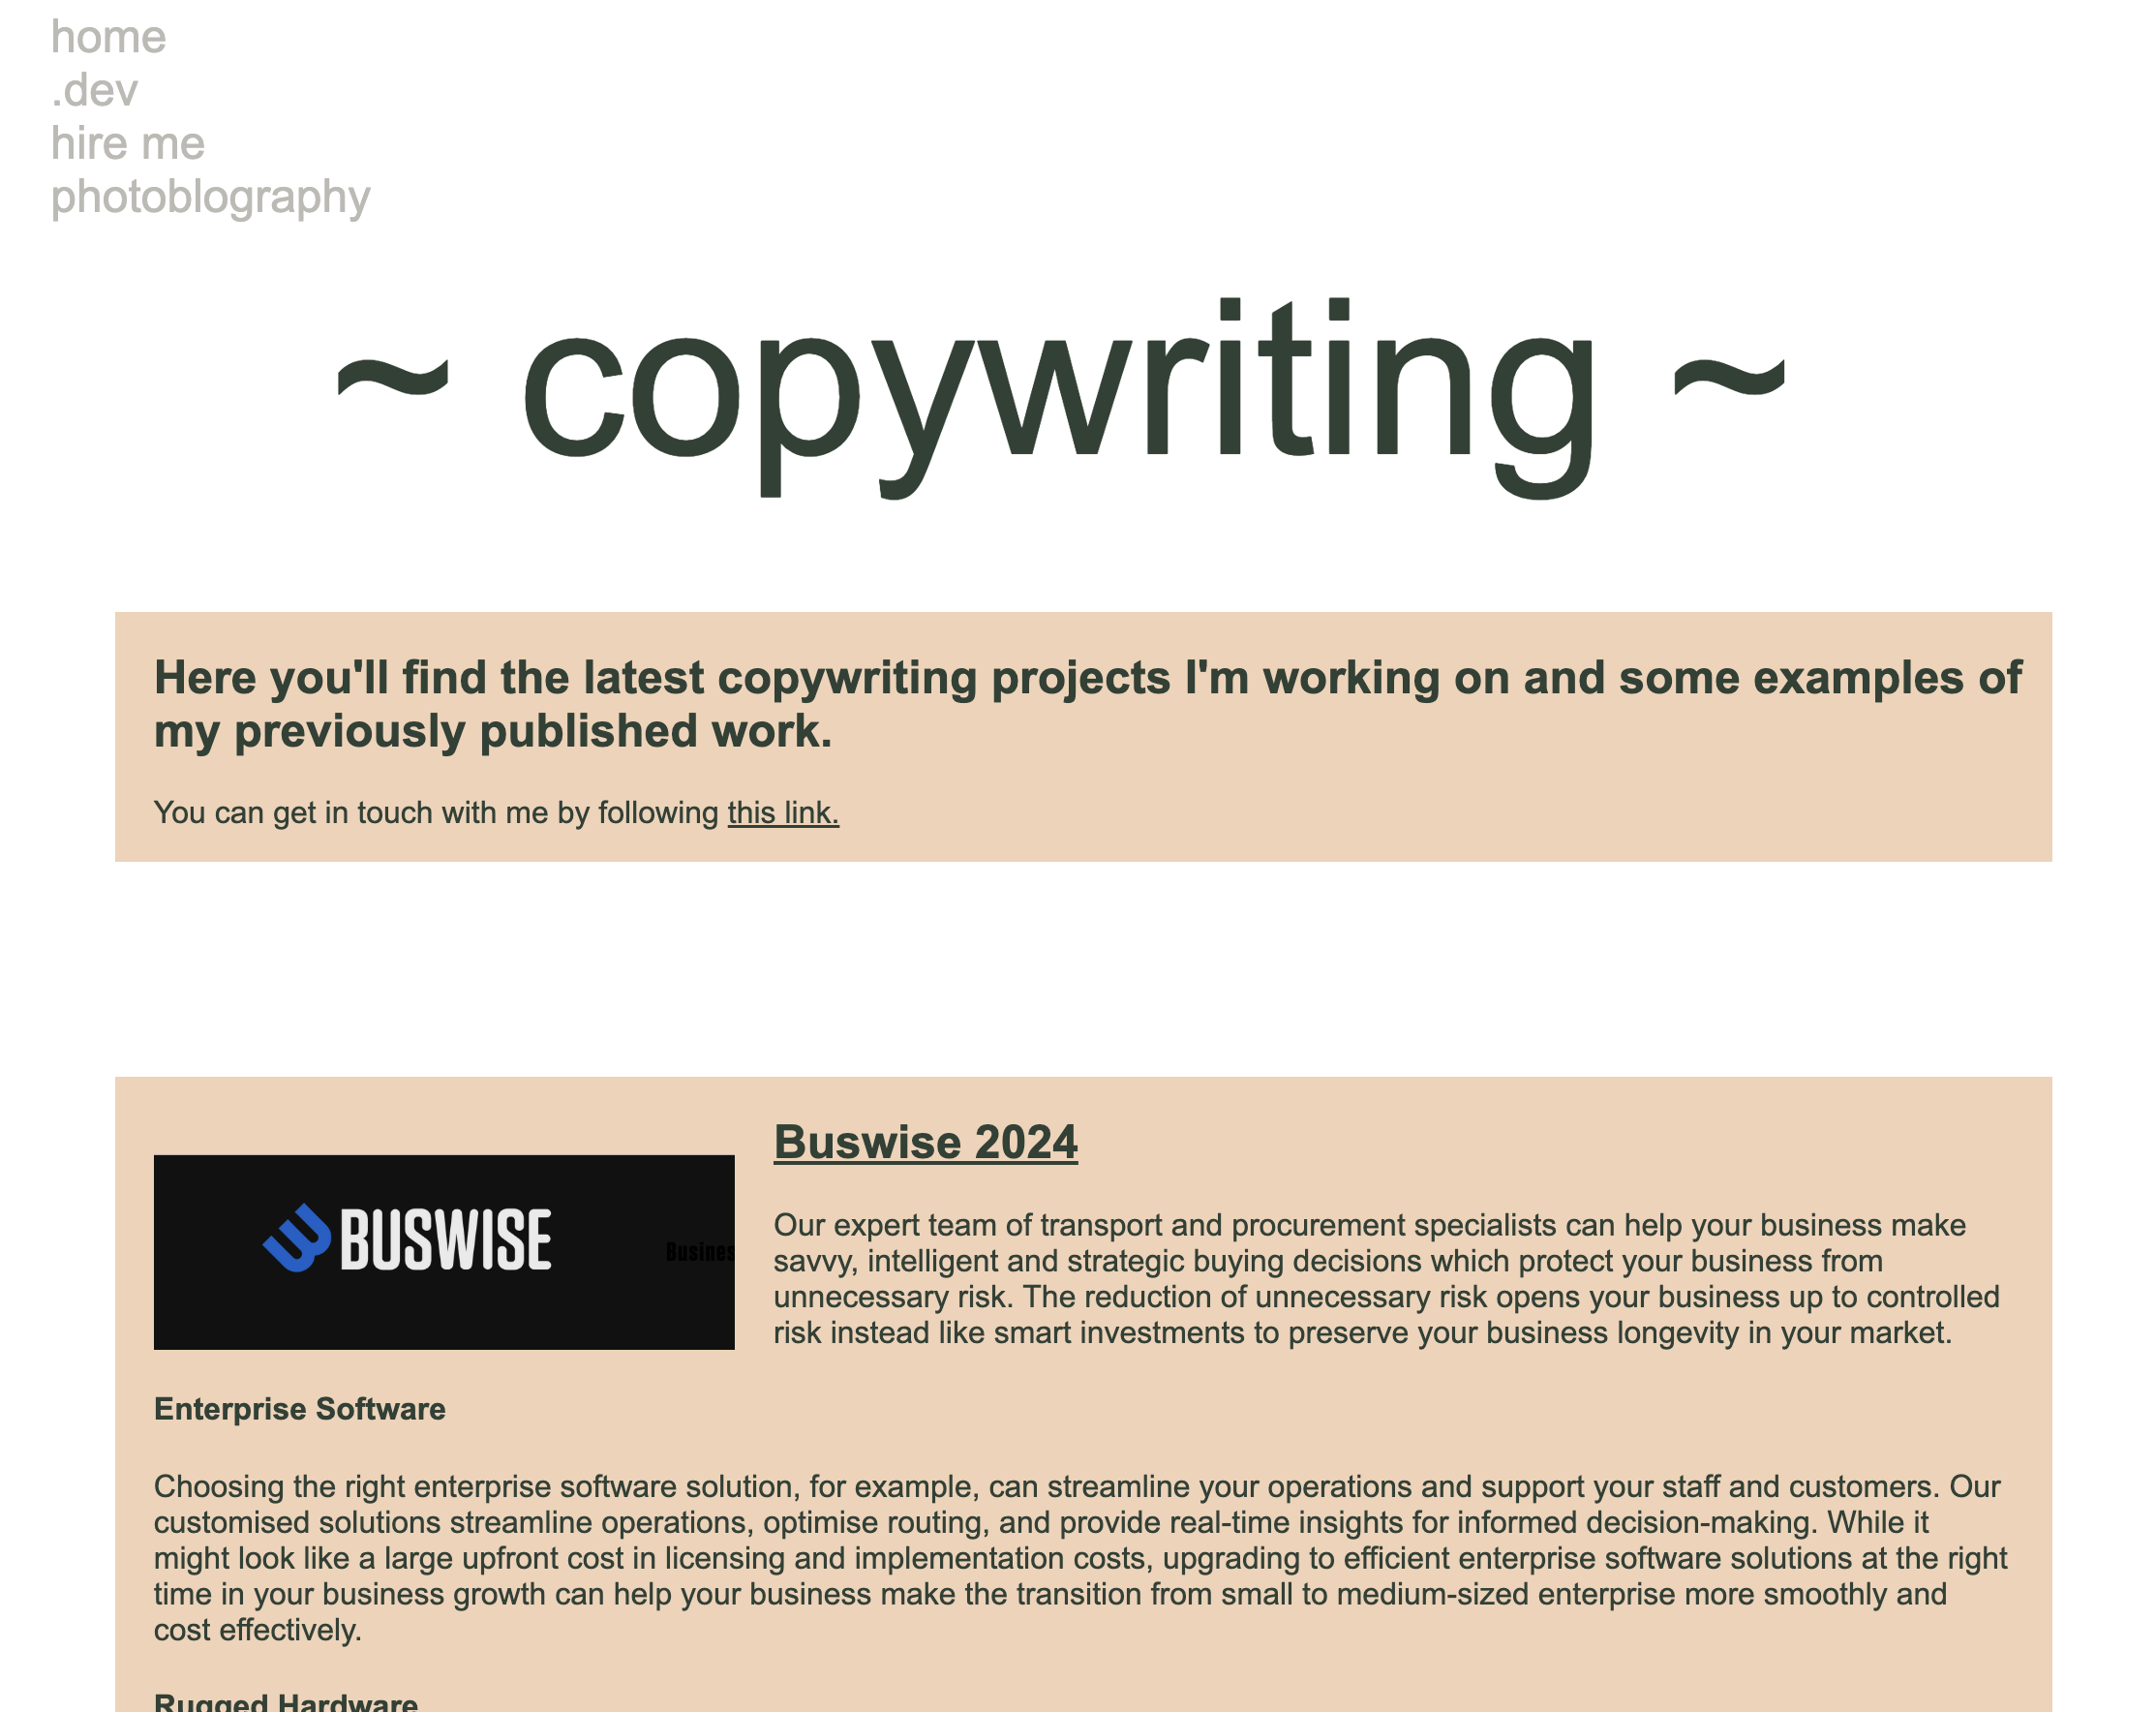 home
.dev
hire me
photoblography
~ copywriting ~
Here you'll find the latest copywriting projects I'm working on and some examples of
my previously published work.
You can get in touch with me by following this link.
BUSWISE
Busines
Buswise 2024
Our expert team of transport and procurement specialists can help your business make
savvy, intelligent and strategic buying decisions which protect your business from
unnecessary risk. The reduction of unnecessary risk opens your business up to controlled
risk instead like smart investments to preserve your business longevity in your market.
Enterprise Software
Choosing the right enterprise software solution, for example, can streamline your operations and support your staff and customers. Our
customised solutions streamline operations, optimise routing, and provide real-time insights for informed decision-making. While it
might look like a large upfront cost in licensing and implementation costs, upgrading to efficient enterprise software solutions at the right
time in your business growth can help your business make the transition from small to medium-sized enterprise more smoothly and
cost effectively.
Rugged Hardware